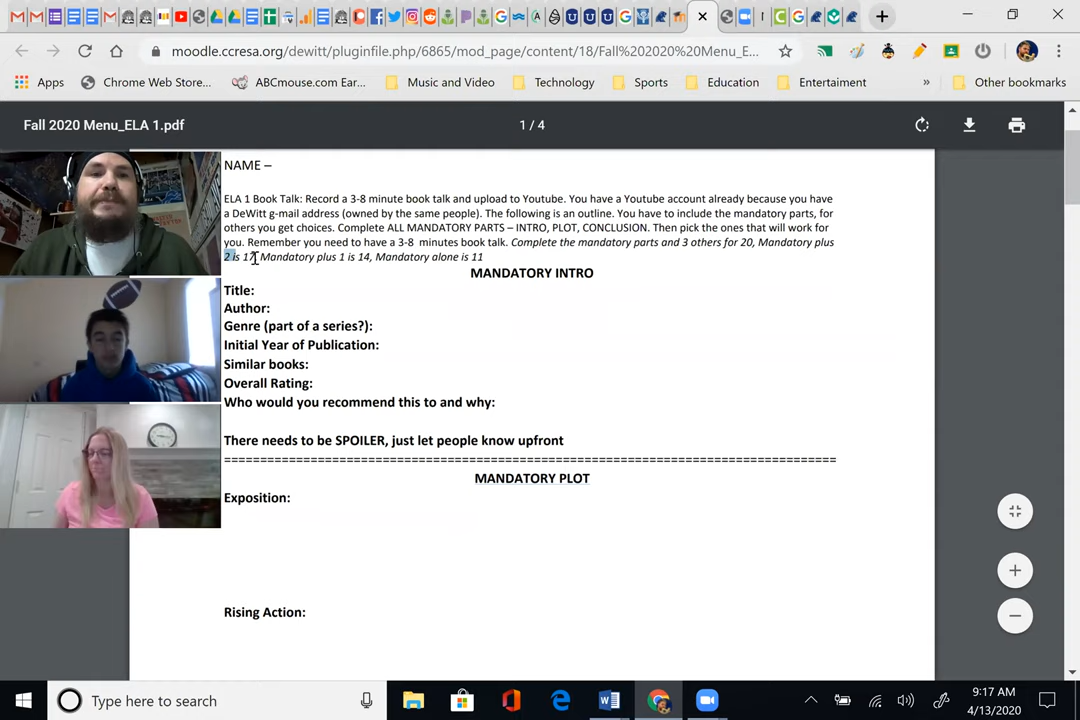 moodle.ccresa.org/dewitt/pluginfile.php/6865/mod_page/content/18/Fall%202020%20Menu_E...
Apps
Chrome Web Store...
ABCmouse.com Ear...
Music and Video
Technology
Sports
Education
Entertaiment
»
Other bookmarks
Fall 2020 Menu_ELA 1.pdf
1 / 4
NAME –
ELA 1 Book Talk: Record a 3-8 minute book talk and upload to Youtube. You have a Youtube account already because you have
a DeWitt g-mail address (owned by the same people). The following is an outline. You have to include the mandatory parts, for
others you get choices. Complete ALL MANDATORY PARTS – INTRO, PLOT, CONCLUSION. Then pick the ones that will work for
you. Remember you need to have a 3-8 minutes book talk. Complete the mandatory parts and 3 others for 20, Mandatory plus
2 is 17, Mandatory plus 1 is 14, Mandatory alone is 11
MANDATORY INTRO
Title:
Author:
Genre (part of a series?):
Initial Year of Publication:
Similar books:
Overall Rating:
Who would you recommend this to and why:
There needs to be SPOILER, just let people know upfront
=====================================================================================
MANDATORY PLOT
Exposition:
Rising Action:
Type here to search
9:17 AM
4/13/2020